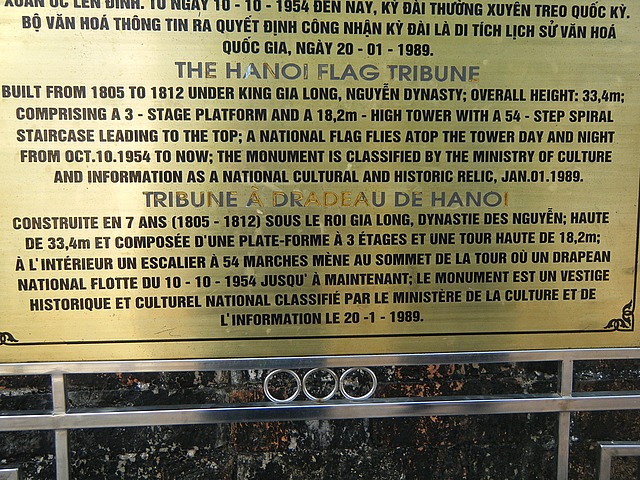 XUÂN ỐC LÊN ĐỈNH. TỪ NGÀY 10 - 10 - 1954 ĐẾN NAY, KỲ ĐÀI THƯỜNG XUYÊN TREO QUỐC KỲ.
BỘ VĂN HOÁ THÔNG TIN RA QUYẾT ĐỊNH CÔNG NHẬN KỲ ĐÀI LÀ DI TÍCH LỊCH SỬ VĂN HOÁ
QUỐC GIA, NGÀY 20 - 01 - 1989.
THE HANOI FLAG TRIBUNE
BUILT FROM 1805 TO 1812 UNDER KING GIA LONG, NGUYỄN DYNASTY; OVERALL HEIGHT: 33,4m;
COMPRISING A 3 - STAGE PLATFORM AND A 18,2m - HIGH TOWER WITH A 54 - STEP SPIRAL
STAIRCASE LEADING TO THE TOP; A NATIONAL FLAG FLIES ATOP THE TOWER DAY AND NIGHT
FROM OCT.10.1954 TO NOW; THE MONUMENT IS CLASSIFIED BY THE MINISTRY OF CULTURE
AND INFORMATION AS A NATIONAL CULTURAL AND HISTORIC RELIC, JAN.01.1989.
TRIBUNE À DRADEAU DE HANOI
CONSTRUITE EN 7 ANS (1805 - 1812) SOUS LE ROI GIA LONG, DYNASTIE DES NGUYỄN; HAUTE
DE 33,4m ET COMPOSÉE D'UNE PLATE-FORME À 3 ÉTAGES ET UNE TOUR HAUTE DE 18,2m;
À L'INTÉRIEUR UN ESCALIER À 54 MARCHES MÈNE AU SOMMET DE LA TOUR OÙ UN DRAPEAN
NATIONAL FLOTTE DU 10 - 10 - 1954 JUSQU' À MAINTENANT; LE MONUMENT EST UN VESTIGE
HISTORIQUE ET CULTUREL NATIONAL CLASSIFIÉ PAR LE MINISTÈRE DE LA CULTURE ET DE
L'INFORMATION LE 20 -1 - 1989.